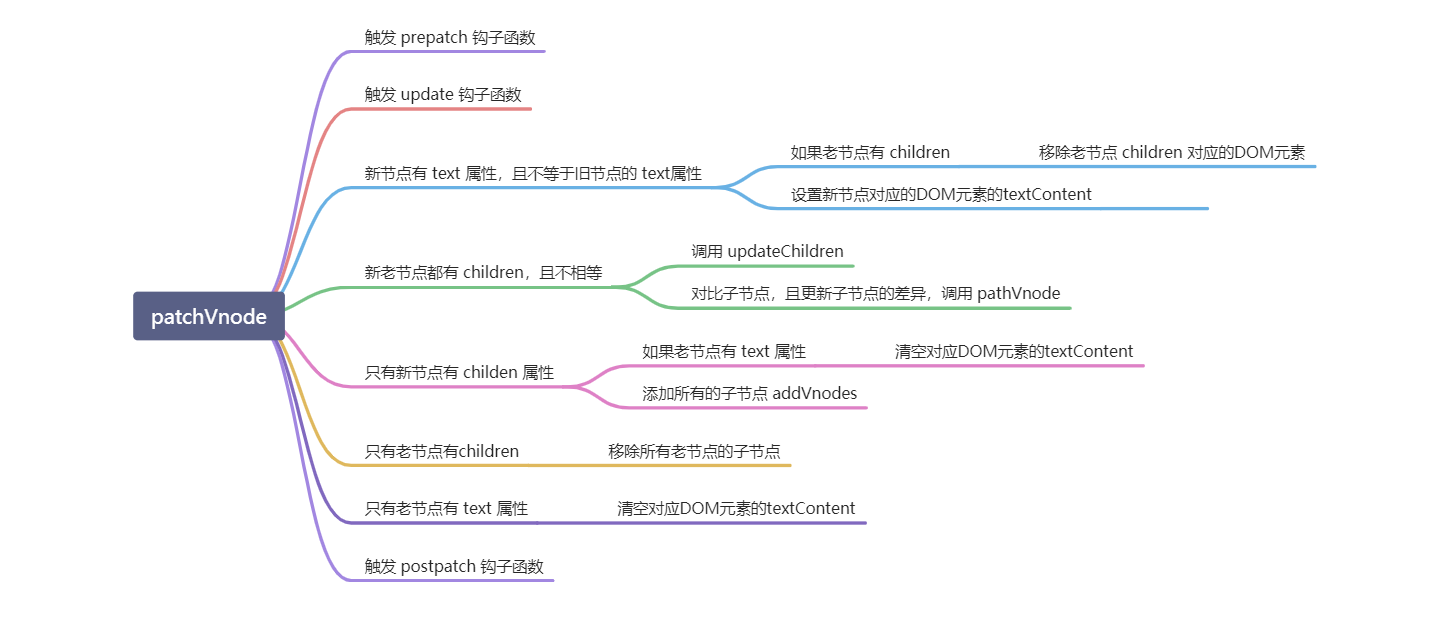 patchVnode
触发 prepatch 钩子函数
触发 update 钩子函数
新节点有 text 属性，且不等于旧节点的 text属性
如果老节点有 children
移除老节点 children 对应的DOM元素
设置新节点对应的DOM元素的textContent
新老节点都有 children，且不相等
调用 updateChildren
对比子节点，且更新子节点的差异，调用 pathVnode
只有新节点有 childen 属性
如果老节点有 text 属性
清空对应DOM元素的textContent
添加所有的子节点 addVnodes
只有老节点有children
移除所有老节点的子节点
只有老节点有 text 属性
清空对应DOM元素的textContent
触发 postpatch 钩子函数